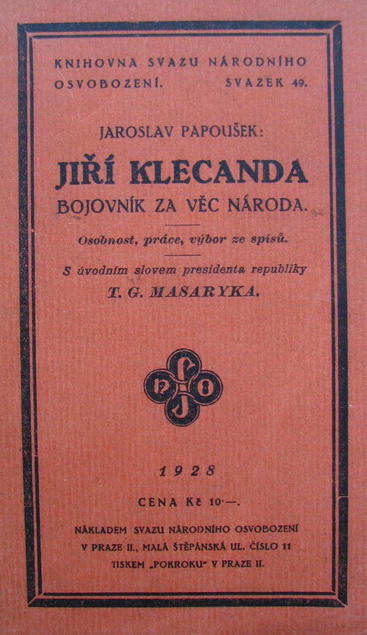 KNIHOVNA SVAZU NÁRODNÍHO
OSVOBOZENÍ. SVAZEK 49.
JAROSLAV PAPOUŠEK:
JIŘÍ KLECANDA
BOJOVNÍK ZA VĚC NÁRODA.
Osobnost, práce, výbor ze spisů.
S úvodním slovem presidenta republiky
T. G. MASARYKA.
1928
CENA Kč 10·—.
NÁKLADEM SVAZU NÁRODNÍHO OSVOBOZENÍ
V PRAZE II., MALÁ ŠTĚPÁNSKÁ UL. ČÍSLO 11
TISKEM „POKROKU" V PRAZE II.